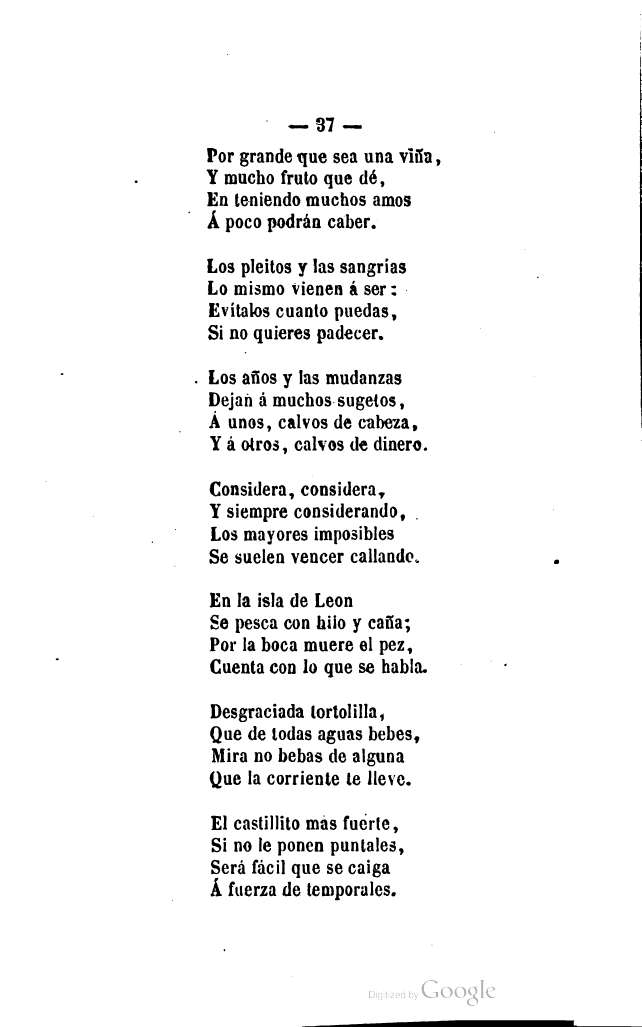 — 37 —
Por grande que sea una viña,
Y mucho fruto que dé,
En teniendo muchos amos
Á poco podrán caber.
Los pleitos y las sangrías
Lo mismo vienen á ser:
Evítalos cuanto puedas,
Si no quieres padecer.
Los años y las mudanzas
Dejan á muchos sugetos,
Á unos, calvos de cabeza,
Y á otros, calvos de dinero.
Considera, considera,
Y siempre considerando,
Los mayores imposibles
Se suelen vencer callando.
En la isla de Leon
Se pesca con hilo y caña;
Por la boca muere el pez,
Cuenta con lo que se habla.
Desgraciada tortolilla,
Que de todas aguas bebes,
Mira no bebas de alguna
Que la corriente te lleve.
El castillito mas fuerte,
Si no le ponen puntales,
Será fácil que se caiga
Á fuerza de temporales.
Digitized by Google